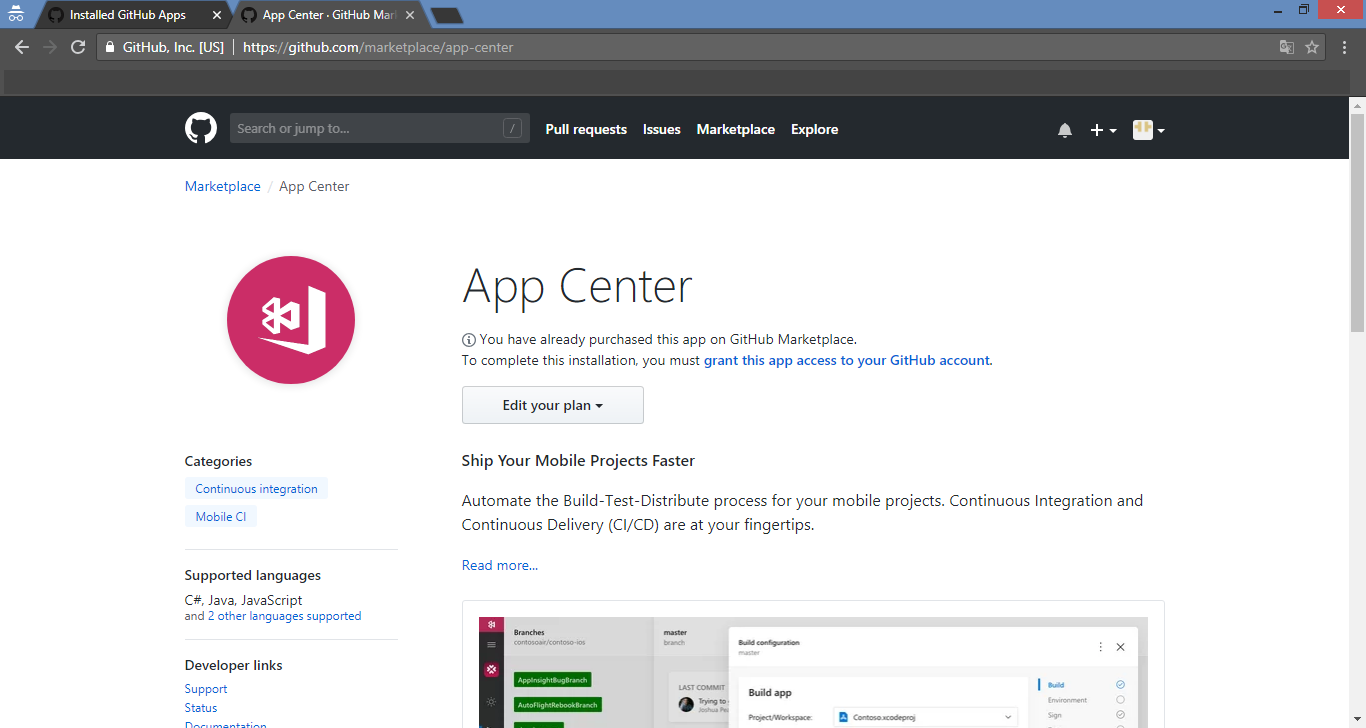 Installed GitHub Apps
App Center · GitHub Mar
GitHub, Inc. [US]
https://github.com/marketplace/app-center
Search or jump to...
/
Pull requests
Issues
Marketplace
Explore
Marketplace / App Center
App Center
You have already purchased this app on GitHub Marketplace.
To complete this installation, you must grant this app access to your GitHub account.
Edit your plan
Categories
Continuous integration
Mobile CI
Supported languages
C#, Java, JavaScript
and 2 other languages supported
Developer links
Support
Status
Documentation
Ship Your Mobile Projects Faster
Automate the Build-Test-Distribute process for your mobile projects. Continuous Integration and
Continuous Delivery (CI/CD) are at your fingertips.
Read more...
Branches
contosoair/contoso-ios
AppInsightBugBranch
AutoFlightRebookBranch
master
branch
LAST COMMIT
Trying to
Joshua Pe
Build configuration
master
Build app
Project/Workspace:
Contoso.xcodeproj
Build
Environment
Sign